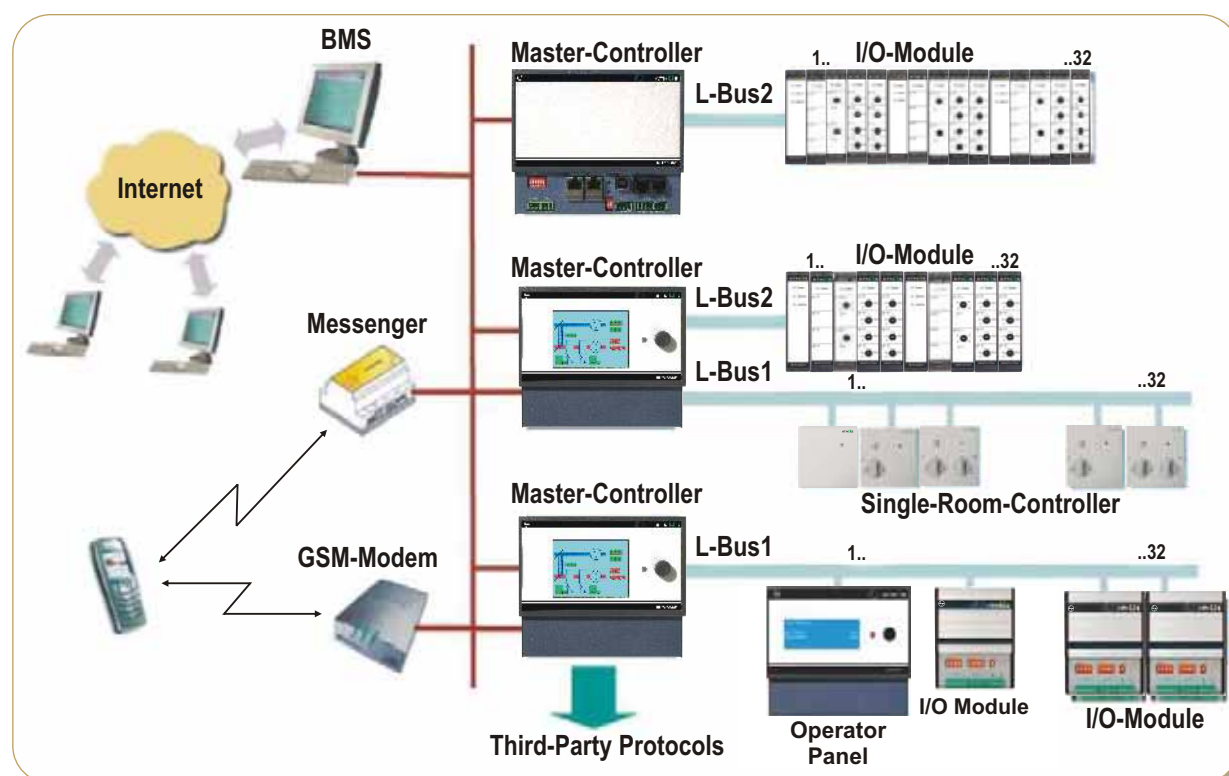 BMS
Master-Controller
I/O-Module
1..
..32
L-Bus2
Internet
Master-Controller
I/O-Module
1..
..32
L-Bus2
Messenger
L-Bus1
1..
..32
Single-Room-Controller
Master-Controller
GSM-Modem
L-Bus1
1..
..32
I/O Module
I/O-Module
Operator
Panel
Third-Party Protocols